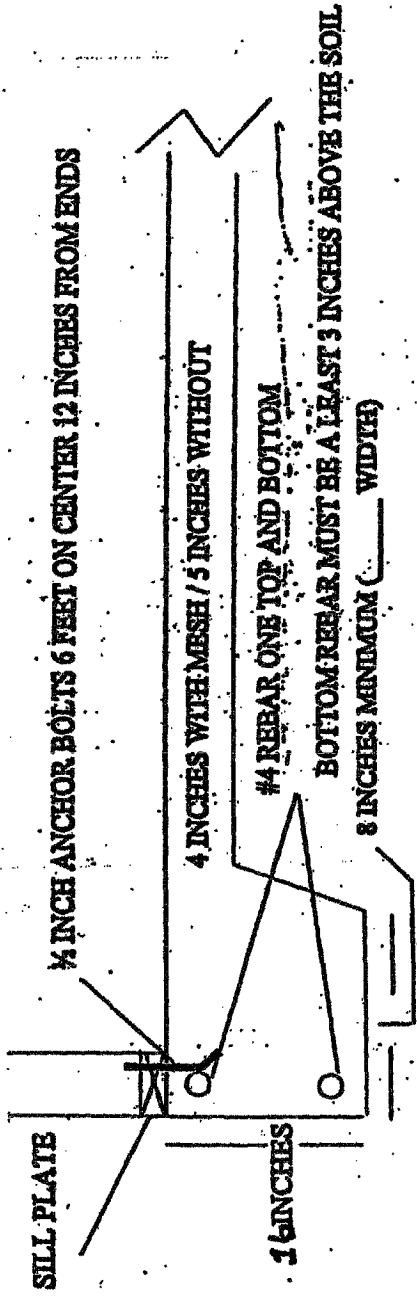 ½ INCH ANCHOR BOLTS 6 FEET ON CENTER 12 INCHES FROM ENDS
SILL PLATE
4 INCHES WITH MESH / 5 INCHES WITHOUT
#4 REBAR ONE TOP AND BOTTOM
BOTTOM REBAR MUST BE A LEAST 3 INCHES ABOVE THE SOIL
16 INCHES
8 INCHES MINIMUM (____ WIDTH)